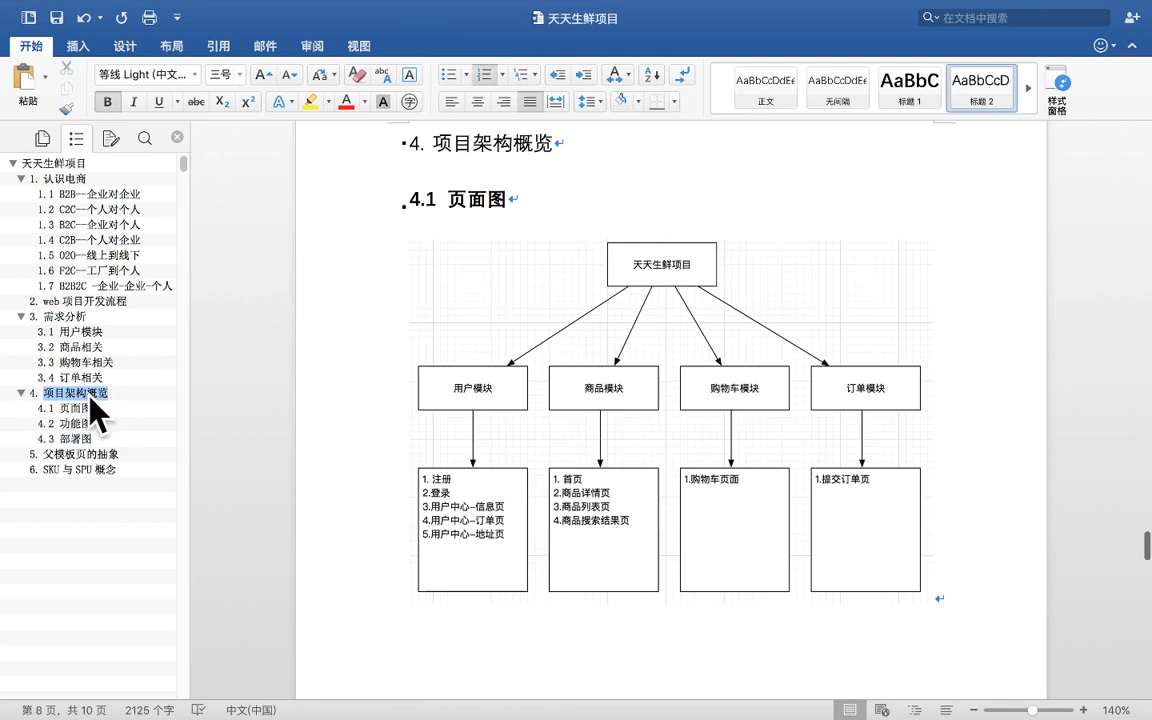 天天生鲜项目
在文档中搜索
开始 插入 设计 布局 引用 邮件 审阅 视图
粘贴
等线 Light (中文...
三号
AaBbCcDdEe 正文
AaBbCcDdEe 无间隔
AaBbC 标题 1
AaBbCcD 标题 2
样式
窗格
天天生鲜项目
1. 认识电商
1.1 B2B--企业对企业
1.2 C2C--个人对个人
1.3 B2C--企业对个人
1.4 C2B--个人对企业
1.5 O2O--线上到线下
1.6 F2C--工厂到个人
1.7 B2B2C -企业-企业-个人
2. web 项目开发流程
3. 需求分析
3.1 用户模块
3.2 商品相关
3.3 购物车相关
3.4 订单相关
4. 项目架构概览
4.1 页面图
4.2 功能图
4.3 部署图
5. 父模板页的抽象
6. SKU 与 SPU 概念
4. 项目架构概览
4.1 页面图
天天生鲜项目
用户模块
商品模块
购物车模块
订单模块
1. 注册
2.登录
3.用户中心-信息页
4.用户中心-订单页
5.用户中心-地址页
1. 首页
2.商品详情页
3.商品列表页
4.商品搜索结果页
1.购物车页面
1.提交订单页
第 8 页，共 10 页 2125 个字 中文(中国) 140%